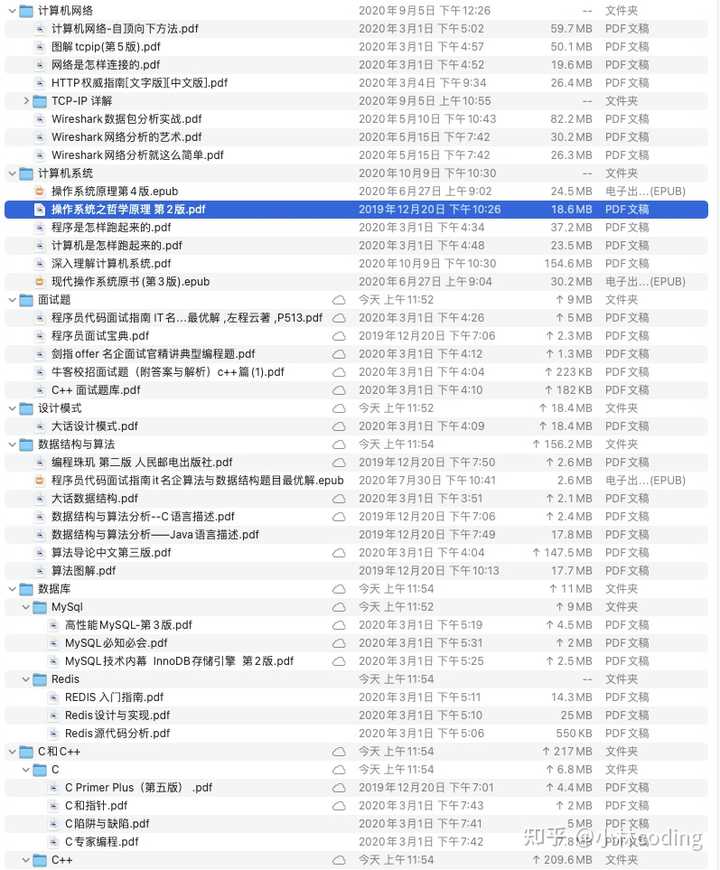 计算机网络 2020年9月5日 下午12:26 -- 文件夹
计算机网络-自顶向下方法.pdf 2020年3月1日 下午5:02 59.7 MB PDF文稿
图解tcpip(第5版).pdf 2020年3月1日 下午4:57 50.1 MB PDF文稿
网络是怎样连接的.pdf 2020年3月1日 下午4:52 19.6 MB PDF文稿
HTTP权威指南[文字版][中文版].pdf 2020年3月4日 下午9:34 26.4 MB PDF文稿
TCP-IP 详解 2020年9月5日 上午10:55 -- 文件夹
Wireshark数据包分析实战.pdf 2020年5月10日 下午10:43 82.2 MB PDF文稿
Wireshark网络分析的艺术.pdf 2020年5月15日 下午7:42 30.2 MB PDF文稿
Wireshark网络分析就这么简单.pdf 2020年5月15日 下午7:42 26.3 MB PDF文稿
计算机系统 2020年10月9日 下午10:30 -- 文件夹
操作系统原理第4版.epub 2020年6月27日 上午9:02 24.5 MB 电子出...(EPUB)
操作系统之哲学原理 第2版.pdf 2019年12月20日 下午10:26 18.6 MB PDF文稿
程序是怎样跑起来的.pdf 2020年3月1日 下午4:34 37.2 MB PDF文稿
计算机是怎样跑起来的.pdf 2020年3月1日 下午4:48 23.5 MB PDF文稿
深入理解计算机系统.pdf 2020年10月9日 下午10:30 154.6 MB PDF文稿
现代操作系统原书(第3版).epub 2020年6月27日 上午9:04 30.2 MB 电子出...(EPUB)
面试题 今天 上午11:52 ↑ 9 MB 文件夹
程序员代码面试指南 IT名...最优解 ,左程云著 ,P513.pdf 2020年3月1日 下午4:26 ↑ 5 MB PDF文稿
程序员面试宝典.pdf 2019年12月20日 下午7:06 ↑ 2.3 MB PDF文稿
剑指offer 名企面试官精讲典型编程题.pdf 2020年3月1日 下午4:12 ↑ 1.3 MB PDF文稿
牛客校招面试题（附答案与解析）c++篇(1).pdf 2020年3月1日 下午4:04 ↑ 223 KB PDF文稿
C++ 面试题库.pdf 2020年3月1日 下午4:10 ↑ 182 KB PDF文稿
设计模式 今天 上午11:52 ↑ 18.4 MB 文件夹
大话设计模式.pdf 2020年3月1日 下午4:09 ↑ 18.4 MB PDF文稿
数据结构与算法 今天 上午11:54 ↑ 156.2 MB 文件夹
编程珠玑 第二版 人民邮电出版社.pdf 2019年12月20日 下午7:50 ↑ 2.6 MB PDF文稿
程序员代码面试指南it名企算法与数据结构题目最优解.epub 2020年7月30日 下午10:41 2.6 MB 电子出...(EPUB)
大话数据结构.pdf 2020年3月1日 下午3:51 ↑ 2.1 MB PDF文稿
数据结构与算法分析--C语言描述.pdf 2019年12月20日 下午7:06 ↑ 2.4 MB PDF文稿
数据结构与算法分析——Java语言描述.pdf 2019年12月20日 下午7:49 17.8 MB PDF文稿
算法导论中文第三版.pdf 2020年3月1日 下午4:04 ↑ 147.5 MB PDF文稿
算法图解.pdf 2019年12月20日 下午10:13 17.7 MB PDF文稿
数据库 今天 上午11:54 ↑ 11 MB 文件夹
MySql 今天 上午11:52 ↑ 9 MB 文件夹
高性能MySQL-第3版.pdf 2020年3月1日 下午5:19 ↑ 4.5 MB PDF文稿
MySQL必知必会.pdf 2020年3月1日 下午5:31 ↑ 2 MB PDF文稿
MySQL技术内幕 InnoDB存储引擎 第2版.pdf 2020年3月1日 下午5:25 ↑ 2.5 MB PDF文稿
Redis 今天 上午11:54 -- 文件夹
REDIS 入门指南.pdf 2020年3月1日 下午5:11 14.3 MB PDF文稿
Redis设计与实现.pdf 2020年3月1日 下午5:10 25 MB PDF文稿
Redis源代码分析.pdf 2020年3月1日 下午5:06 550 KB PDF文稿
C和C++ 今天 上午11:54 ↑ 217 MB 文件夹
C 今天 上午11:54 ↑ 6.8 MB 文件夹
C Primer Plus（第五版） .pdf 2019年12月20日 下午7:01 ↑ 4.4 MB PDF文稿
C和指针.pdf 2020年3月1日 下午7:43 ↑ 2 MB PDF文稿
C陷阱与缺陷.pdf 2020年3月1日 下午7:41 5 MB PDF文稿
C专家编程.pdf 2020年3月1日 下午7:42 7.8 MB PDF文稿
知乎 @小林coding
C++ 今天 上午11:54 ↑ 209.6 MB 文件夹